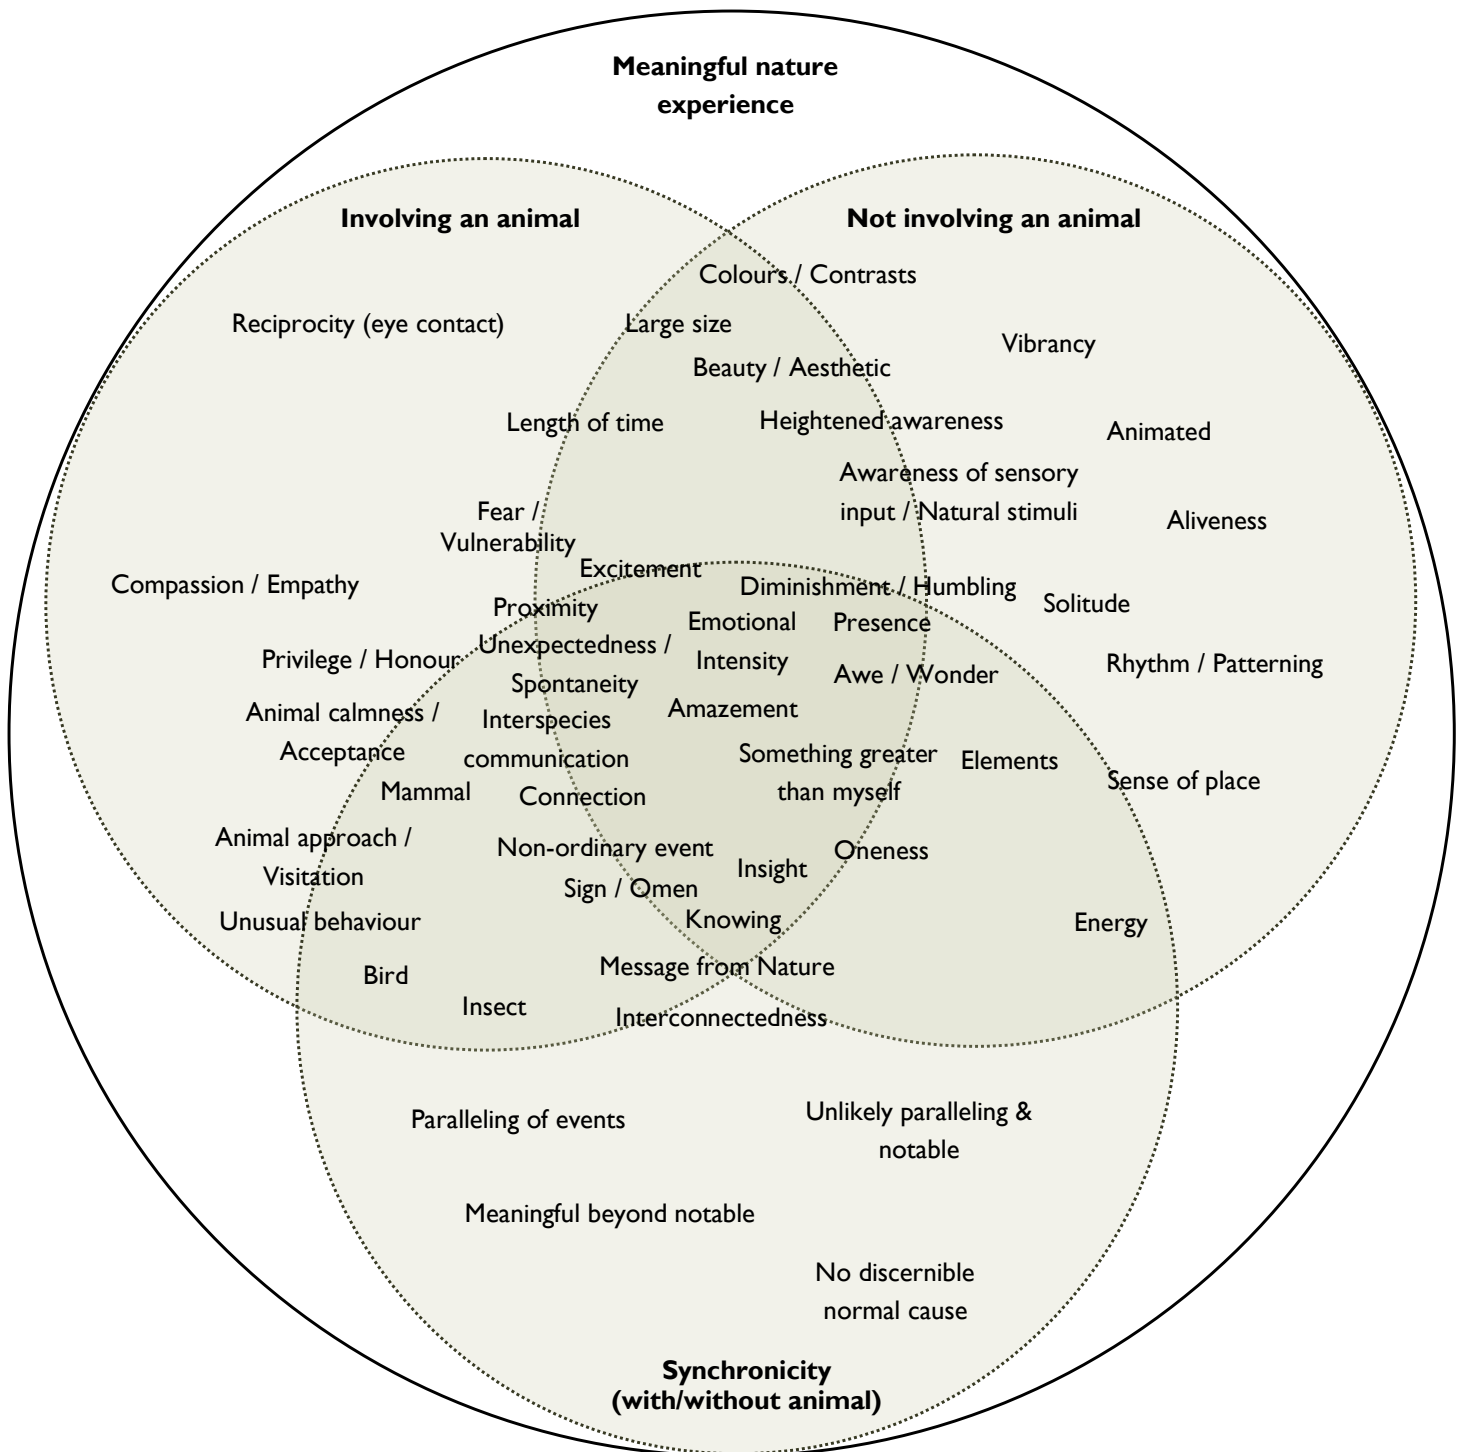 Meaningful nature
experience
Involving an animal
Not involving an animal
Colours / Contrasts
Reciprocity (eye contact)
Large size
Vibrancy
Beauty / Aesthetic
Length of time
Heightened awareness
Animated
Awareness of sensory
input / Natural stimuli
Fear /
Vulnerability
Aliveness
Excitement
Compassion / Empathy
Diminishment / Humbling
Proximity
Solitude
Emotional
Intensity
Presence
Unexpectedness /
Spontaneity
Privilege / Honour
Awe / Wonder
Rhythm / Patterning
Animal calmness /
Acceptance
Interspecies
communication
Amazement
Something greater
than myself
Elements
Sense of place
Mammal
Connection
Animal approach /
Visitation
Non-ordinary event
Insight
Oneness
Sign / Omen
Unusual behaviour
Knowing
Energy
Bird
Message from Nature
Insect
Interconnectedness
Paralleling of events
Unlikely paralleling &
notable
Meaningful beyond notable
No discernible
normal cause
Synchronicity
(with/without animal)